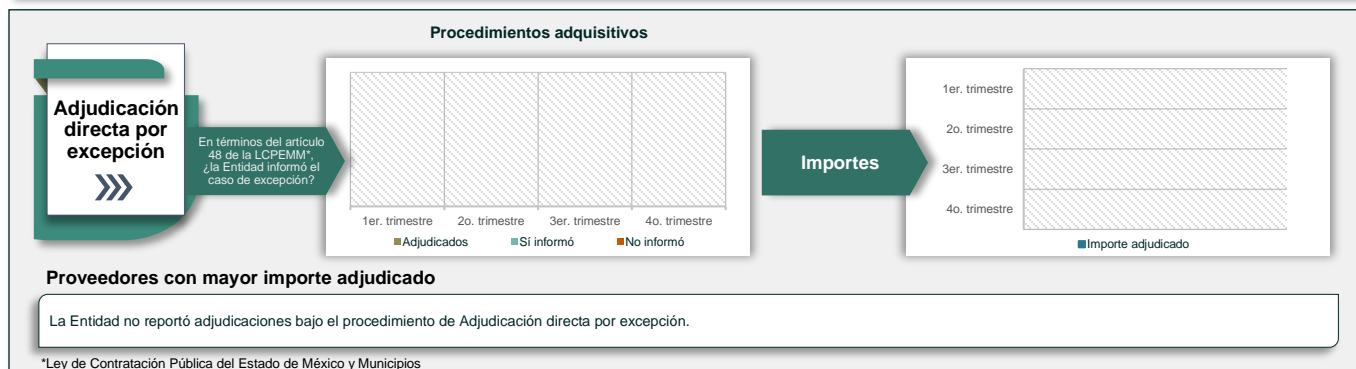 Procedimientos adquisitivos
Adjudicación
directa por
excepción
En términos del artículo
48 de la LCPEMM*,
¿la Entidad informó el
caso de excepción?
1er. trimestre
2o. trimestre
3er. trimestre
4o. trimestre
Adjudicados
Sí informó
No informó
Importes
1er. trimestre
2o. trimestre
3er. trimestre
4o. trimestre
Importe adjudicado
Proveedores con mayor importe adjudicado
La Entidad no reportó adjudicaciones bajo el procedimiento de Adjudicación directa por excepción.
*Ley de Contratación Pública del Estado de México y Municipios